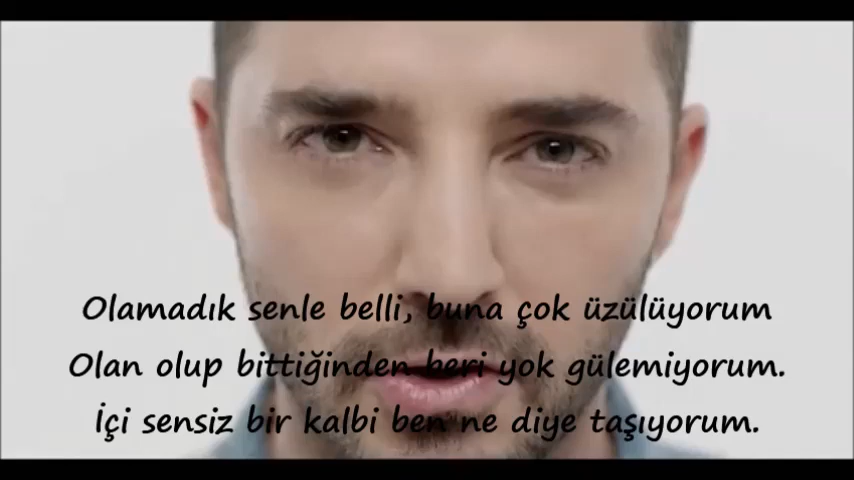 Olamadık senle belli, buna çok üzülüyorum
Olan olup bittiğinden beri yok gülemiyorum.
İçi sensiz bir kalbi ben ne diye taşıyorum.